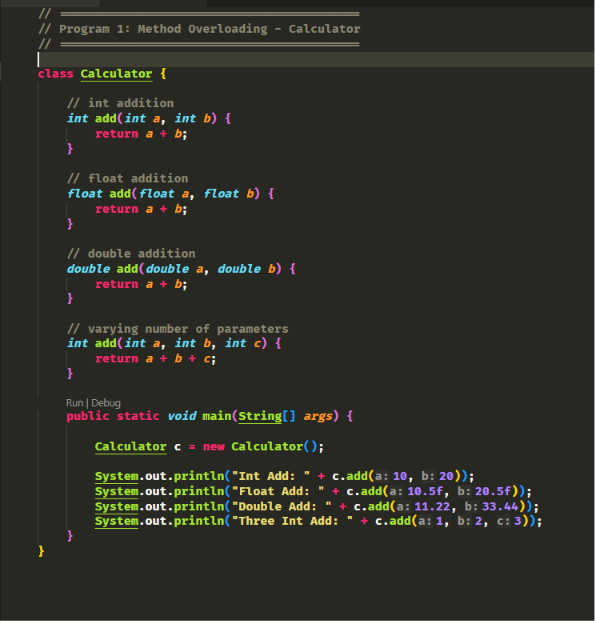 // ==========================================
// Program 1: Method Overloading - Calculator
// ==========================================
class Calculator {
// int addition
int add(int a, int b) {
return a + b;
}
// float addition
float add(float a, float b) {
return a + b;
}
// double addition
double add(double a, double b) {
return a + b;
}
// varying number of parameters
int add(int a, int b, int c) {
return a + b + c;
}
Run | Debug
public static void main(String[] args) {
Calculator c = new Calculator();
System.out.println("Int Add: " + c.add(a:10, b:20));
System.out.println("Float Add: " + c.add(a:10.5f, b:20.5f));
System.out.println("Double Add: " + c.add(a:11.22, b:33.44));
System.out.println("Three Int Add: " + c.add(a:1, b:2, c:3));
}
}